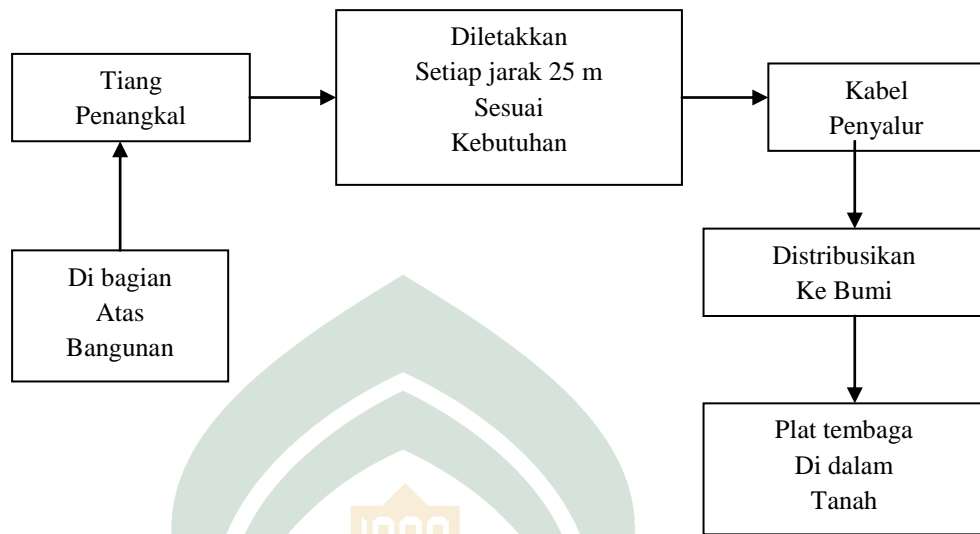 Tiang
Penangkal
Diletakkan
Setiap jarak 25 m
Sesuai
Kebutuhan
Kabel
Penyalur
Di bagian
Atas
Bangunan
Distribusikan
Ke Bumi
Plat tembaga
Di dalam
Tanah